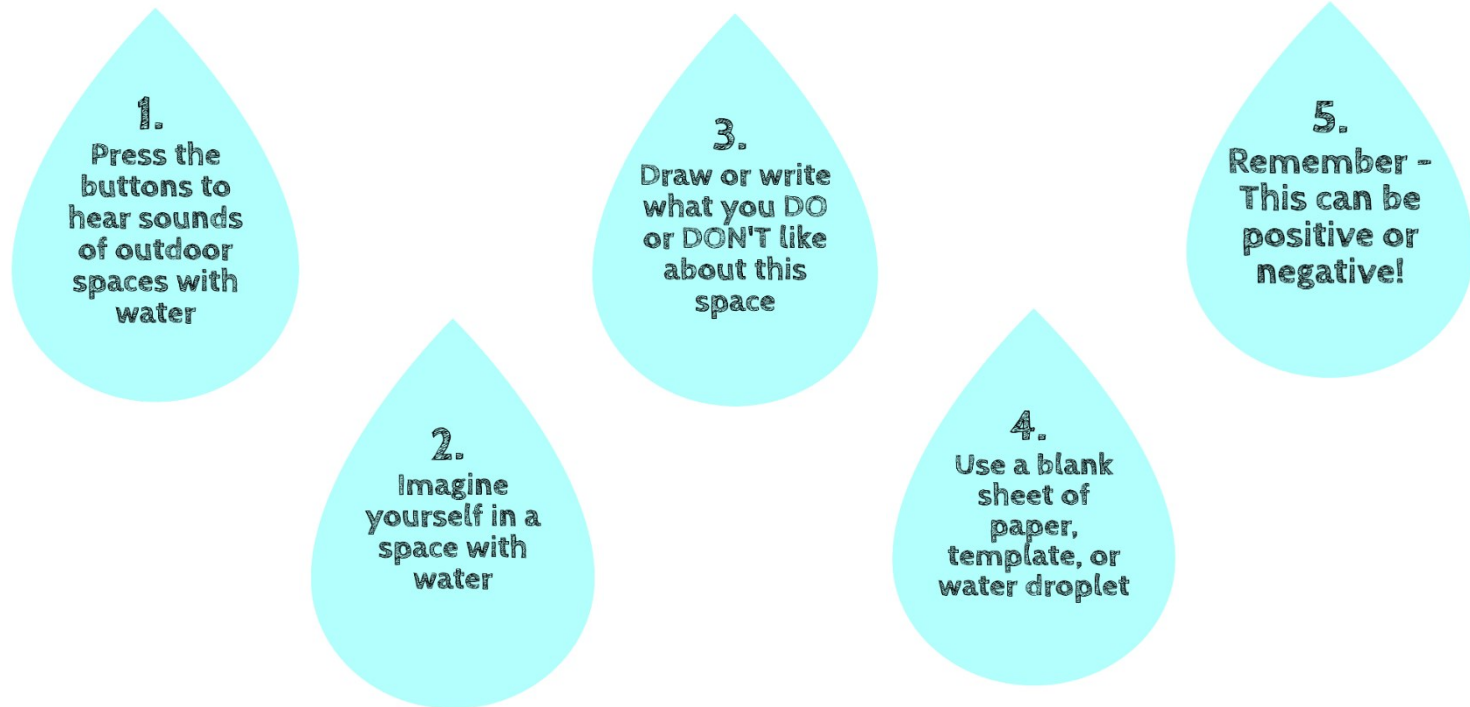 1.
Press the
buttons to
hear sounds
of outdoor
spaces with
water
2.
Imagine
yourself in a
space with
water
3.
Draw or write
what you DO
or DON'T like
about this
space
4.
Use a blank
sheet of
paper,
template, or
water droplet
5.
Remember -
This can be
positive or
negative!